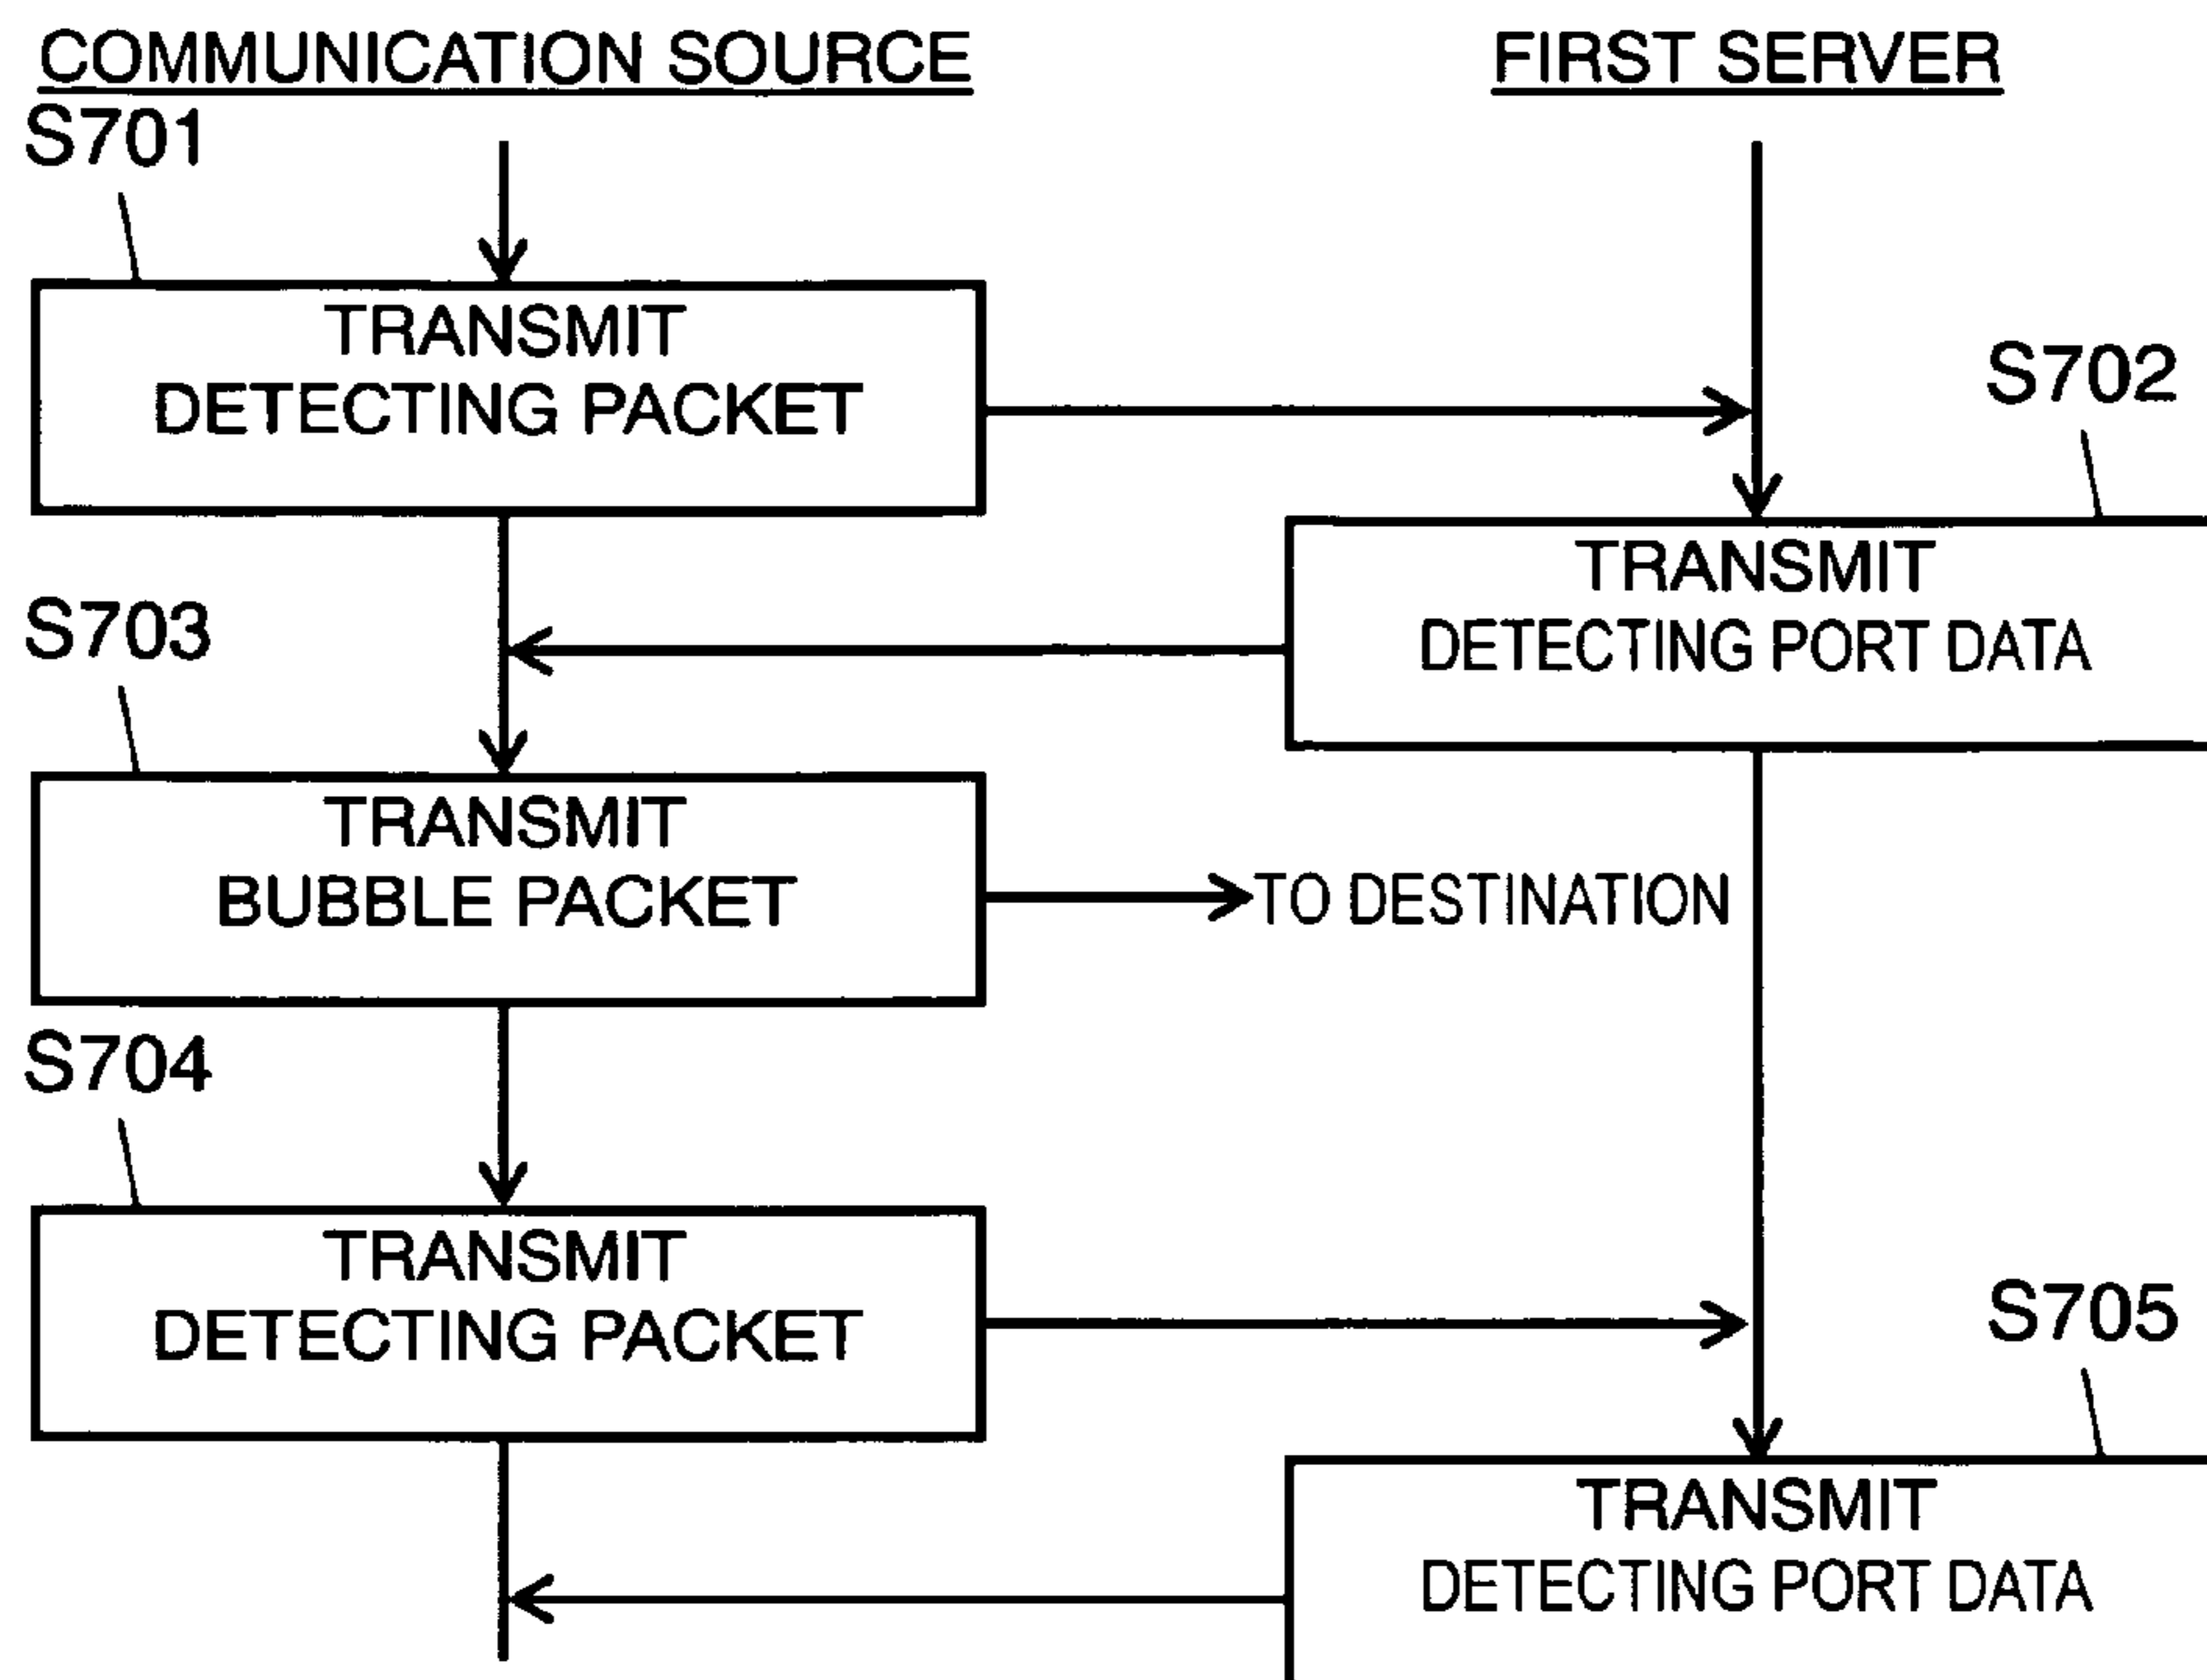 COMMUNICATION SOURCE
FIRST SERVER
S701
TRANSMIT
DETECTING PACKET
S702
TRANSMIT
DETECTING PORT DATA
S703
TRANSMIT
BUBBLE PACKET
TO DESTINATION
S704
TRANSMIT
DETECTING PACKET
S705
TRANSMIT
DETECTING PORT DATA